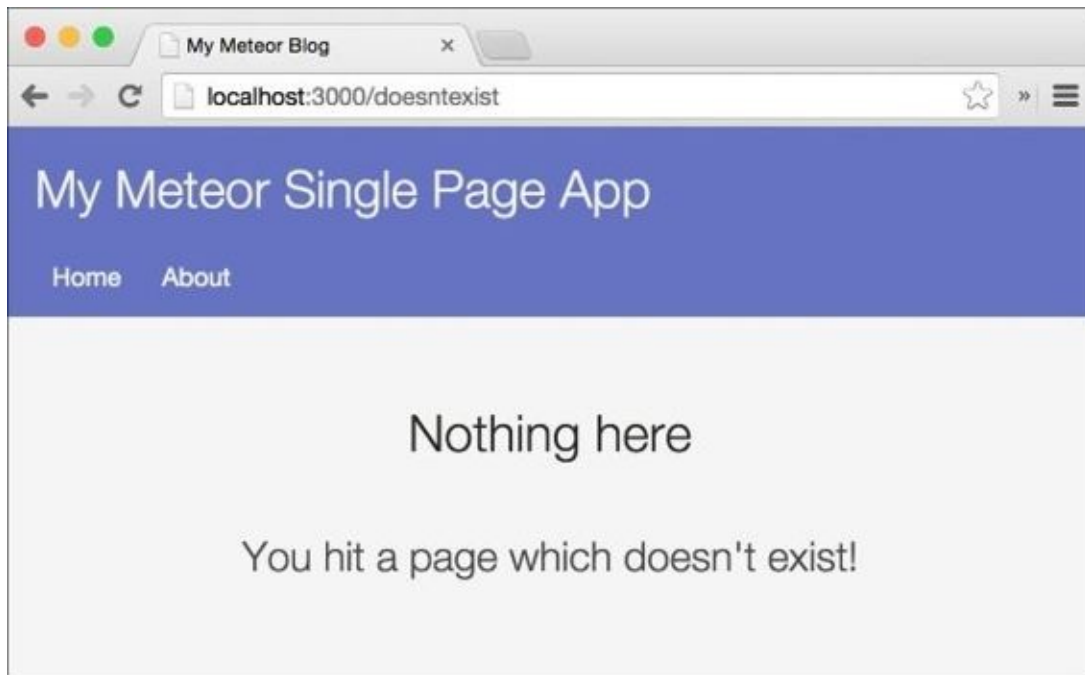 My Meteor Blog
localhost:3000/doesntexist
My Meteor Single Page App
Home About
Nothing here
You hit a page which doesn't exist!